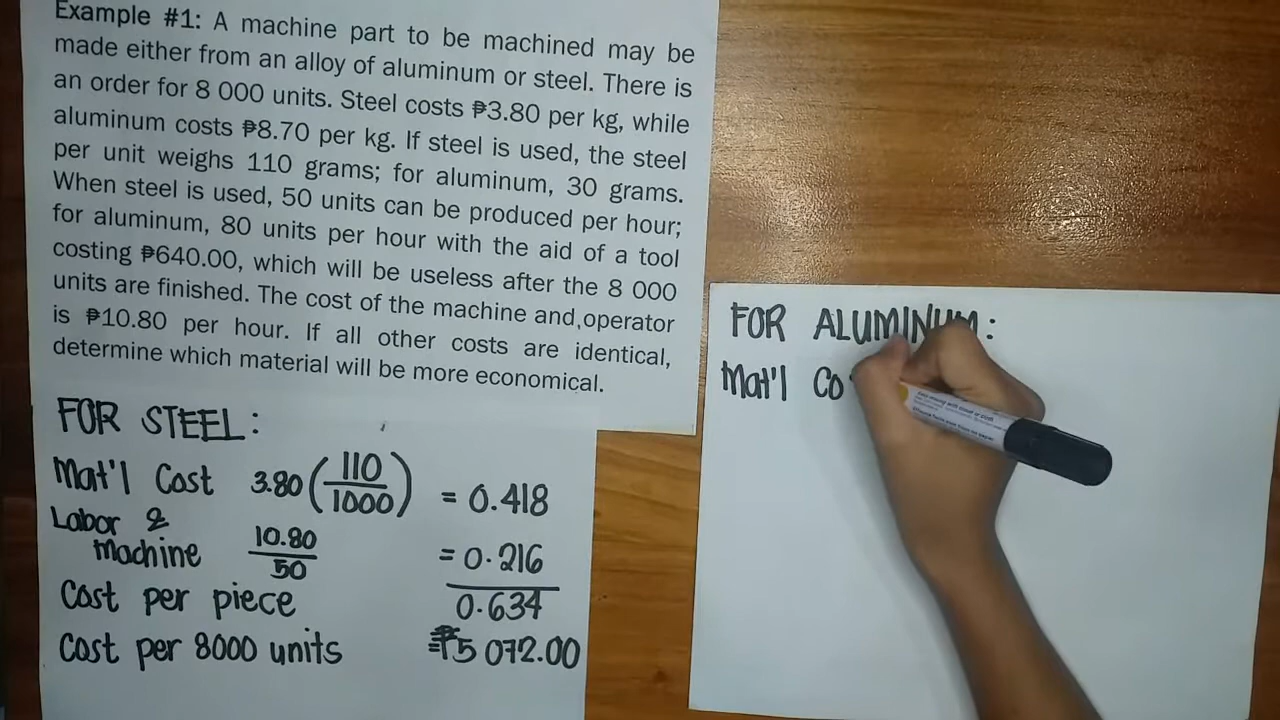 Example #1: A machine part to be machined may be
made either from an alloy of aluminum or steel. There is
an order for 8 000 units. Steel costs ₱3.80 per kg, while
aluminum costs ₱8.70 per kg. If steel is used, the steel
per unit weighs 110 grams; for aluminum, 30 grams.
When steel is used, 50 units can be produced per hour;
for aluminum, 80 units per hour with the aid of a tool
costing ₱640.00, which will be useless after the 8 000
units are finished. The cost of the machine and operator
is ₱10.80 per hour. If all other costs are identical,
determine which material will be more economical.
FOR STEEL:
Mat'l Cost 3.80 (110/1000) = 0.418
Labor &
machine 10.80/50 = 0.216
Cost per piece 0.634
Cost per 8000 units =₱5 072.00
FOR ALUMINUM:
Mat'l Co